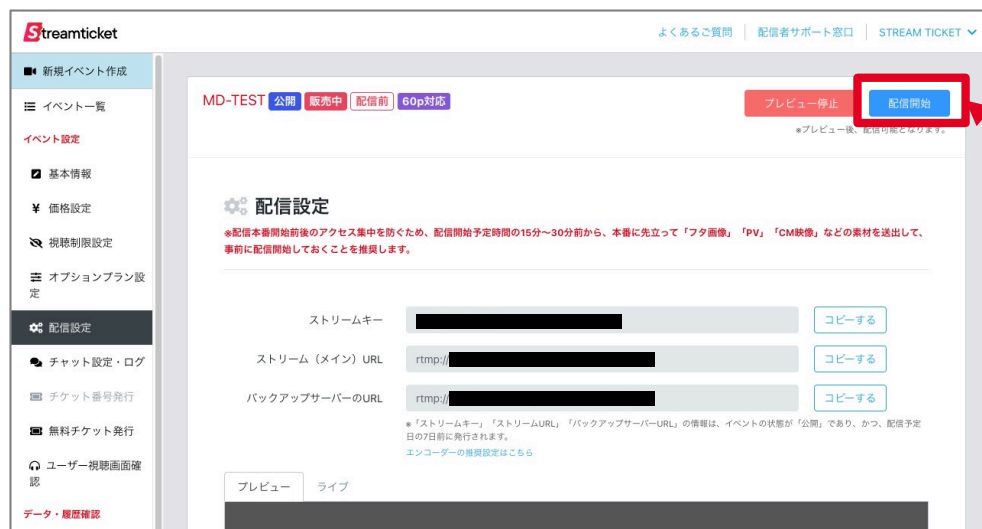 Streamticket
よくあるご質問
配信者サポート窓口
STREAM TICKET
新規イベント作成
イベント一覧
イベント設定
基本情報
価格設定
視聴制限設定
オプションプラン設
定
配信設定
チャット設定・ログ
チケット番号発行
無料チケット発行
ユーザー視聴画面確
認
データ・履歴確認
MD-TEST 公開 販売中 配信前 60p対応
プレビュー停止
配信開始
※プレビュー後、配信可能となります。
配信設定
※配信本番開始前後のアクセス集中を防ぐため、配信開始予定時間の15分〜30分前から、本番に先立って「フタ画像」「PV」「CM映像」などの素材を送出して、
事前に配信開始しておくことを推奨します。
ストリームキー
コピーする
ストリーム（メイン）URL
rtmp://
コピーする
バックアップサーバーのURL
rtmp://
コピーする
※「ストリームキー」「ストリームURL」「バックアップサーバーURL」の情報は、イベントの状態が「公開」であり、かつ、配信予定
日の7日前に発行されます。
エンコーダーの推奨設定はこちら
プレビュー
ライブ